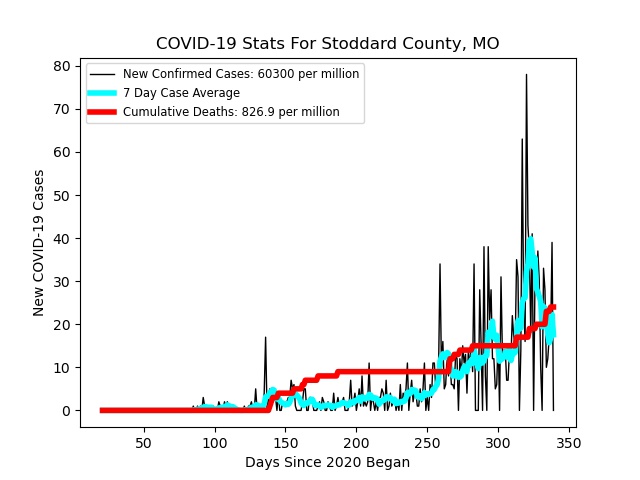 COVID-19 Stats For Stoddard County, MO
New Confirmed Cases: 60300 per million
7 Day Case Average
Cumulative Deaths: 826.9 per million
New COVID-19 Cases
80
70
60
50
40
30
20
10
0
50 100 150 200 250 300 350
Days Since 2020 Began